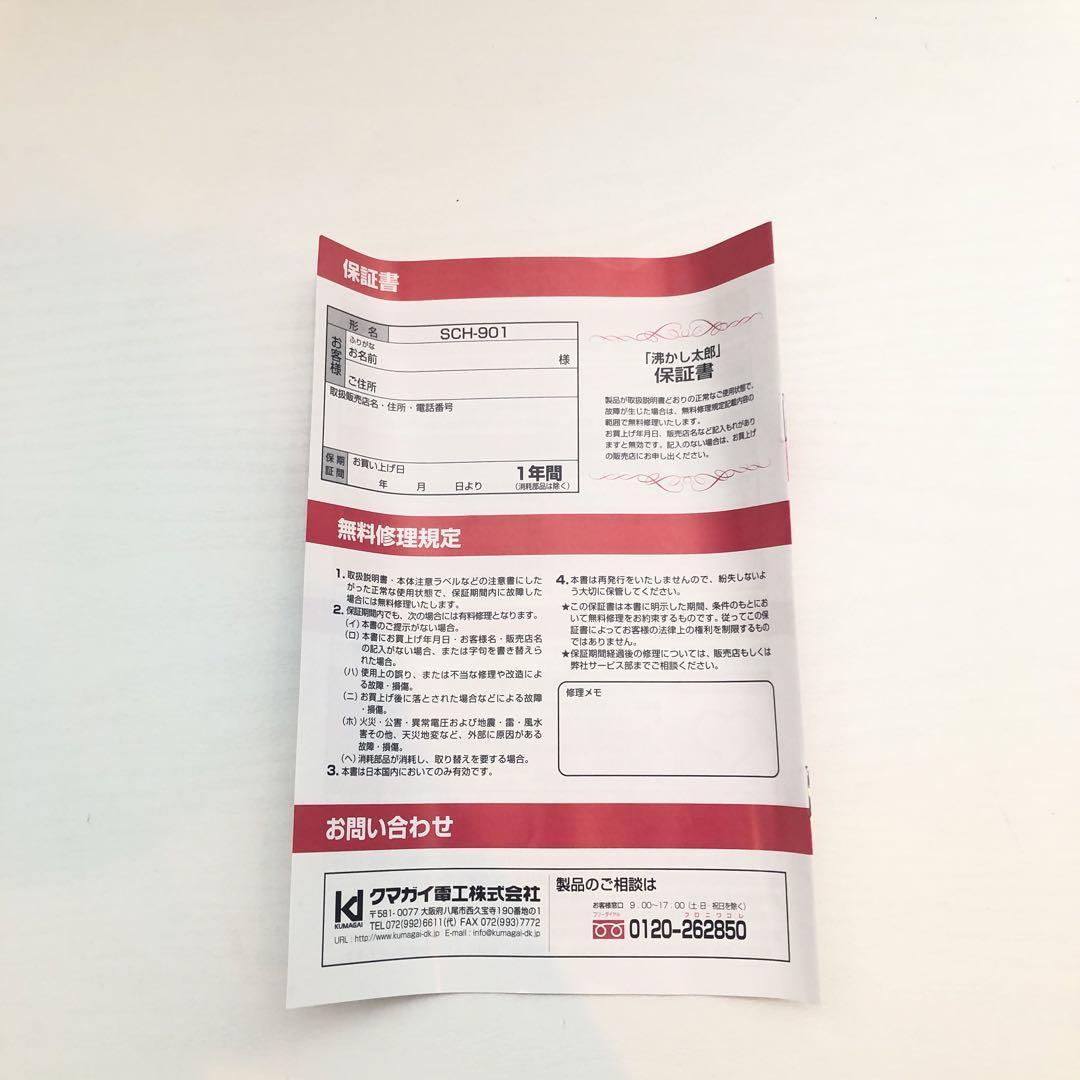 保証書
形名 SCH-901
お客様
ふりがな
お名前 様
ご住所
取扱販売店名・住所・電話番号
保証期間
お買い上げ日
年 月 日より
1年間
(消耗部品は除く)
「沸かし太郎」
保証書
製品が取扱説明書どおりの正常なご使用状態で、
故障が生じた場合は、無料修理規定記載内容の
範囲で無料修理いたします。
お買上げ年月日、販売店名など記入もれがあり
ますと無効です。記入のない場合は、お買上げ
の販売店にお申し出ください。
無料修理規定
1.取扱説明書・本体注意ラベルなどの注意書にした
がった正常な使用状態で、保証期間内に故障した
場合には無料修理いたします。
2.保証期間内でも、次の場合には有料修理となります。
(イ)本書のご提示がない場合。
(ロ)本書にお買上げ年月日・お客様名・販売店名
の記入がない場合、または字句を書き替えら
れた場合。
(ハ)使用上の誤り、または不当な修理や改造によ
る故障・損傷。
(ニ)お買上げ後に落とされた場合などによる故障
・損傷。
(ホ)火災・公害・異常電圧および地震・雷・風水
害その他、天災地変など、外部に原因がある
故障・損傷。
(ヘ)消耗部品が消耗し、取り替えを要する場合。
3.本書は日本国内においてのみ有効です。
4.本書は再発行をいたしませんので、紛失しないよ
う大切に保管してください。
★この保証書は本書に明示した期間、条件のもとにお
いて無料修理をお約束するものです。従ってこの保
証書によってお客様の法律上の権利を制限するもの
ではありません。
★保証期間経過後の修理については、販売店もしくは
弊社サービス部までご相談ください。
修理メモ
お問い合わせ
kd KUMAGAI
クマガイ電工株式会社
〒581-0077 大阪府八尾市西久宝寺190番地の1
TEL 072(992)6611(代) FAX 072(993)7772
URL : http://www.kumagai-dk.jp E-mail : info@kumagai-dk.jp
製品のご相談は
お客様窓口 9:00~17:00(土・日・祝日を除く)
フリーダイヤル フロニワコレ
0120-262850